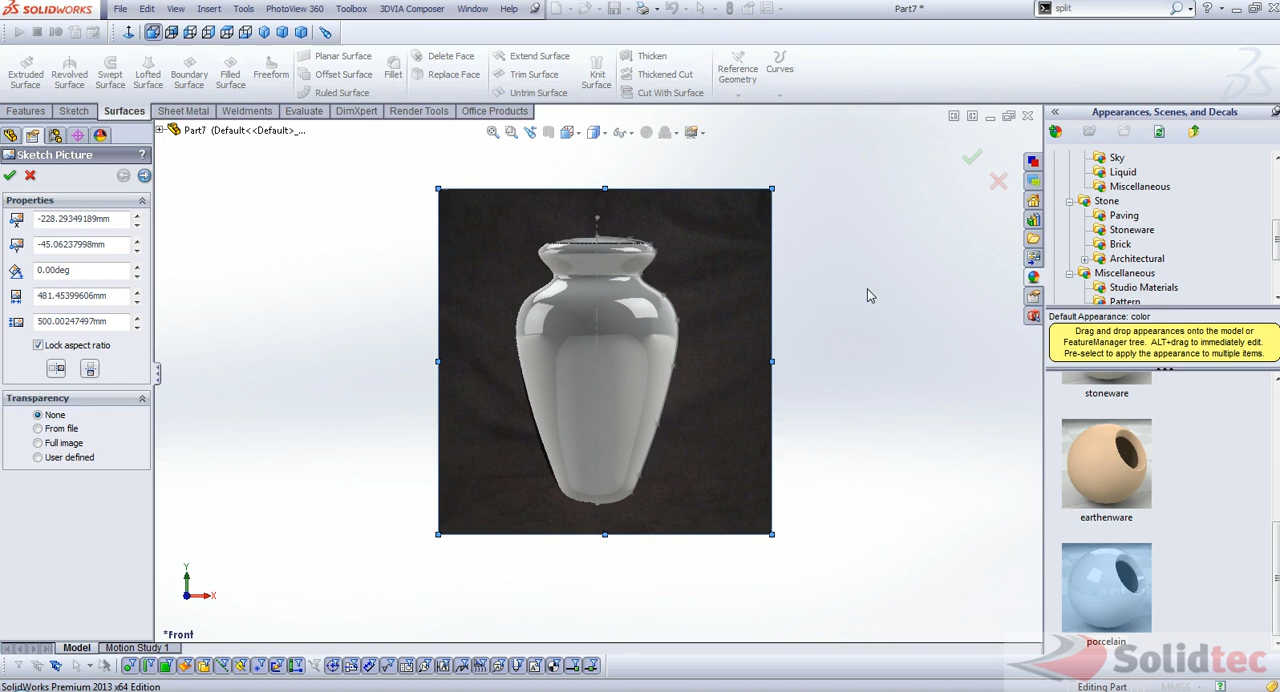 SOLIDWORKS File Edit View Insert Tools PhotoView 360 Toolbox 3DVIA Composer Window Help Part7 * split
Extruded Surface
Revolved Surface
Swept Surface
Lofted Surface
Boundary Surface
Filled Surface
Freeform
Planar Surface
Offset Surface
Ruled Surface
Fillet
Delete Face
Replace Face
Extend Surface
Trim Surface
Untrim Surface
Knit Surface
Thicken
Thickened Cut
Cut With Surface
Reference Geometry
Curves
Features Sketch Surfaces Sheet Metal Weldments Evaluate DimXpert Render Tools Office Products
Part7 (Default<<Default>_...
Sketch Picture ?
Properties
-228.29349189mm
-45.06237998mm
0.00deg
481.45399606mm
500.00247497mm
Lock aspect ratio
Transparency
None
From file
Full image
User defined
Y
X
*Front
Appearances, Scenes, and Decals
Sky
Liquid
Miscellaneous
Stone
Paving
Stoneware
Brick
Architectural
Miscellaneous
Studio Materials
Pattern
Default Appearance: color
Drag and drop appearances onto the model or
FeatureManager tree. ALT+drag to immediately edit.
Pre-select to apply the appearance to multiple items.
stoneware
earthenware
porcelain
Model Motion Study 1
Solidtec
SolidWorks Premium 2013 x64 Edition
Editing Part MMGS